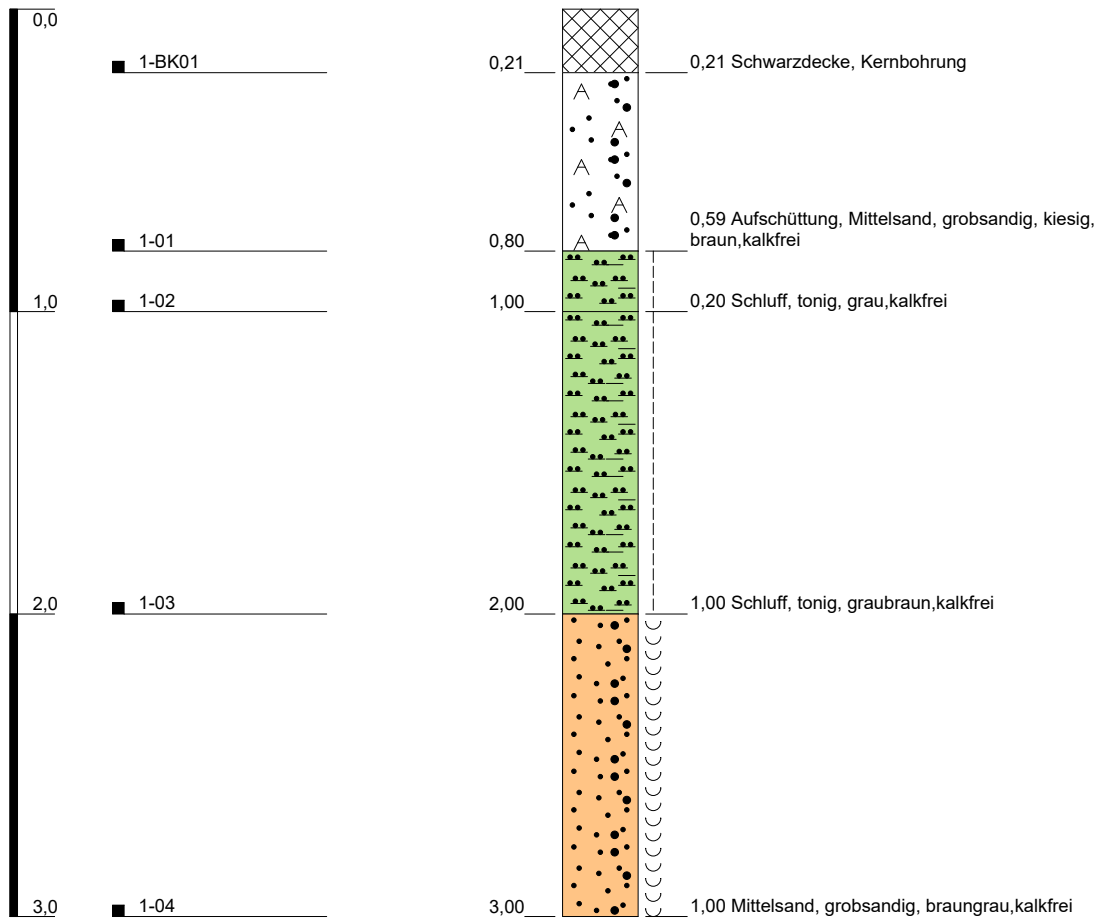 0,0
1-BK01 0,21 0,21 Schwarzdecke, Kernbohrung
0,59 Aufschüttung, Mittelsand, grobsandig, kiesig,
1-01 0,80 braun,kalkfrei
1,0 1-02 1,00 0,20 Schluff, tonig, grau,kalkfrei
2,0 1-03 2,00 1,00 Schluff, tonig, graubraun,kalkfrei
3,0 1-04 3,00 1,00 Mittelsand, grobsandig, braungrau,kalkfrei